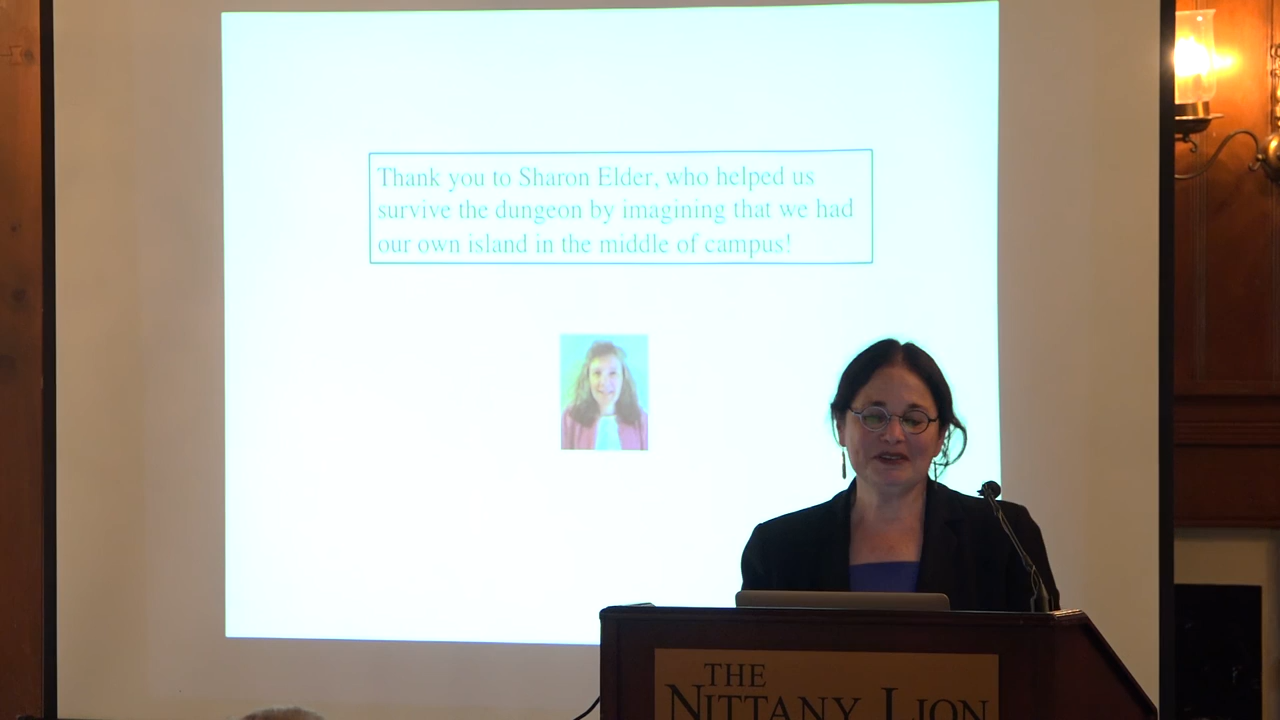 Thank you to Sharon Elder, who helped us
survive the dungeon by imagining that we had
our own island in the middle of campus!
THE
NITTANY LION